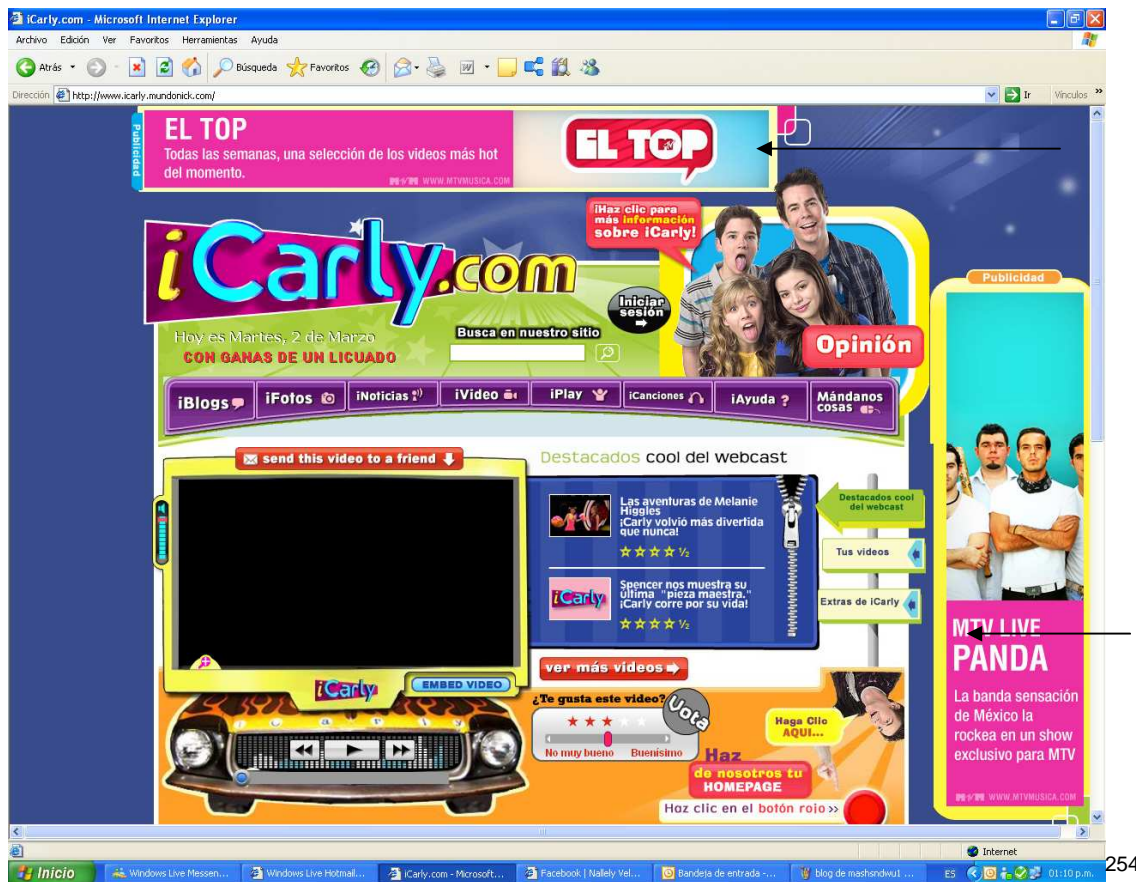 iCarly.com - Microsoft Internet Explorer
Archivo Edición Ver Favoritos Herramientas Ayuda
Atrás Búsqueda Favoritos
Dirección http://www.icarly.mundonick.com/ Ir Vínculos »
Publicidad
EL TOP
Todas las semanas, una selección de los videos más hot
del momento.
WWW.MTVMUSICA.COM
EL TOP
¡Haz clic para
más información
sobre iCarly!
iCarly.com
Iniciar
sesión
Hoy es Martes, 2 de Marzo
CON GANAS DE UN LICUADO
Busca en nuestro sitio
Opinión
Publicidad
iBlogs iFotos iNoticias iVideo iPlay iCanciones iAyuda ? Mándanos
cosas
send this video to a friend
Destacados cool del webcast
Las aventuras de Melanie
Higgles
¡Carly volvió más divertida
que nunca!
½
Spencer nos muestra su
última "pieza maestra."
¡Carly corre por su vida!
½
iCarly
Destacados cool
del webcast
Tus videos
Extras de iCarly
ver más videos
iCarly
EMBED VIDEO
i C a r l y
¿Te gusta este video?
Vota
No muy bueno Buenísimo
Haga Clic
AQUI...
Haz
de nosotros tu
HOMEPAGE
Haz clic en el botón rojo >>
MTV LIVE
PANDA
La banda sensación
de México la
rockea en un show
exclusivo para MTV
WWW.MTVMUSICA.COM
Internet
254
Inicio Windows Live Messen... Windows Live Hotmail... iCarly.com - Microsoft... Facebook | Nallely Vel... Bandeja de entrada -... blog de mashsndwu1 ... ES 01:10 p.m.